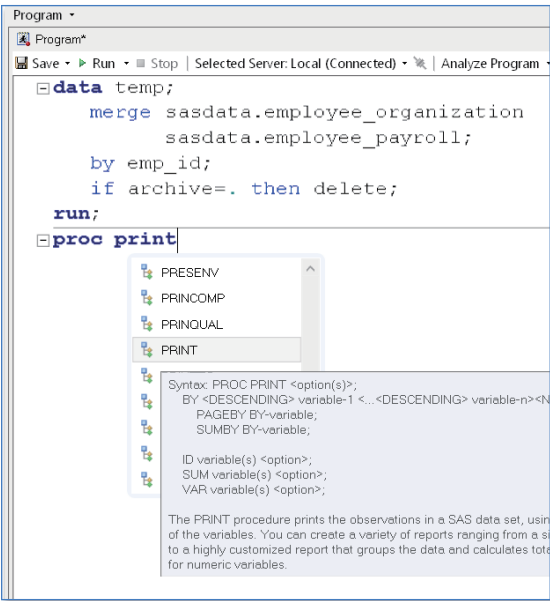 Program
Program*
Save Run Stop | Selected Server: Local (Connected) | Analyze Program
data temp;
merge sasdata.employee_organization
sasdata.employee_payroll;
by emp_id;
if archive=. then delete;
run;
proc print
PRESENV
PRINCOMP
PRINQUAL
PRINT
Syntax: PROC PRINT <option(s)>;
BY <DESCENDING> variable-1 <...<DESCENDING> variable-n><N
PAGEBY BY-variable;
SUMBY BY-variable;
ID variable(s) <option>;
SUM variable(s) <option>;
VAR variable(s) <option>;
The PRINT procedure prints the observations in a SAS data set, usin
of the variables. You can create a variety of reports ranging from a si
to a highly customized report that groups the data and calculates tota
for numeric variables.